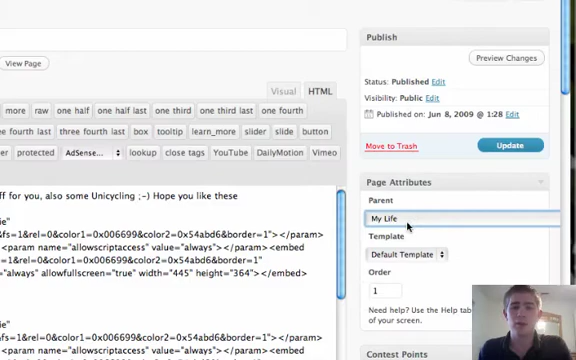 View Page
Visual
HTML
more
raw
one half
one half last
one third
one third last
one fourth
fourth last
three fourth last
box
tooltip
learn_more
slider
slide
button
protected
AdSense...
lookup
close tags
YouTube
DailyMotion
Vimeo
ff for you, also some Unicycling ;-) Hope you like these
&fs=1&rel=0&color1=0x006699&color2=0x54abd6&border=1"></param>
<param name="allowscriptaccess" value="always"></param><embed
=1&rel=0&color1=0x006699&color2=0x54abd6&border=1"
="always" allowfullscreen="true" width="445" height="364"></embed>
&fs=1&rel=0&color1=0x006699&color2=0x54abd6&border=1"></param>
<param name="allowscriptaccess" value="always"></param><embed
Publish
Preview Changes
Status: Published Edit
Visibility: Public Edit
Published on: Jun 8, 2009 @ 1:28 Edit
Move to Trash
Update
Page Attributes
Parent
My Life
Template
Default Template
Order
1
Need help? Use the Help tab
of your screen.
Contest Points